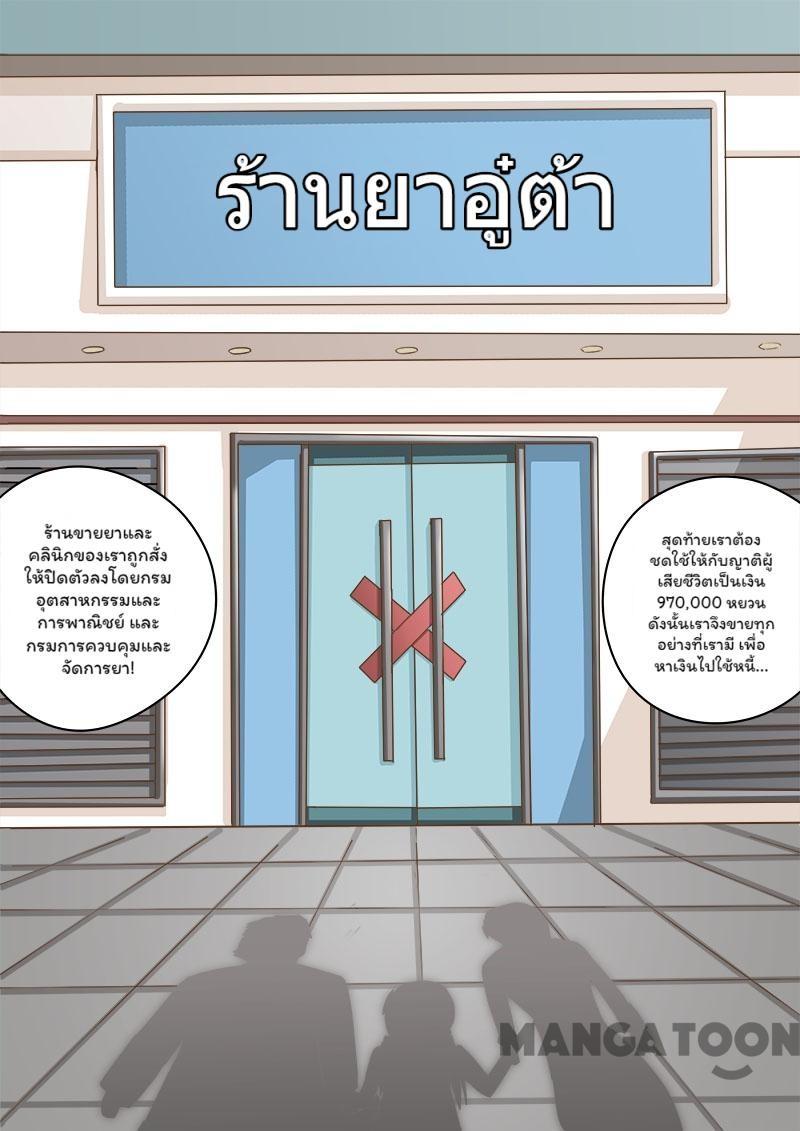 ร้านยาอู๋ต้า
ร้านขายยาและ
คลินิกของเราถูกสั่ง
ให้ปิดตัวลงโดยกรม
อุตสาหกรรมและ
การพาณิชย์ และ
กรมการควบคุมและ
จัดการยา!
สุดท้ายเราต้อง
ชดใช้ให้กับญาติผู้
เสียชีวิตเป็นเงิน
970,000 หยวน
ดังนั้นเราจึงขายทุก
อย่างที่เรามี เพื่อ
หาเงินไปใช้หนี้...
MANGATOON